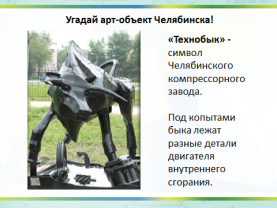 Угадай арт-объект Челябинска!
«Технобык» -
символ
Челябинского
компрессорного
завода.
Под копытами
быка лежат
разные детали
двигателя
внутреннего
сгорания.